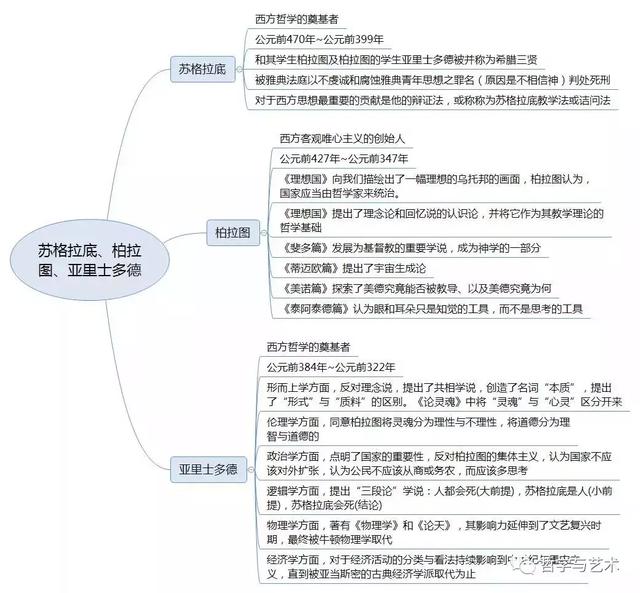 苏格拉底、柏拉
图、亚里士多德
苏格拉底
西方哲学的奠基者
公元前470年~公元前399年
和其学生柏拉图及柏拉图的学生亚里士多德被并称为希腊三贤
被雅典法庭以不虔诚和腐蚀雅典青年思想之罪名（原因是不相信神）判处死刑
对于西方思想最重要的贡献是他的辩证法，或称称为苏格拉底教学法或诘问法
柏拉图
西方客观唯心主义的创始人
公元前427年~公元前347年
《理想国》向我们描绘出了一幅理想的乌托邦的画面，柏拉图认为，
国家应当由哲学家来统治。
《理想国》提出了理念论和回忆说的认识论，并将它作为其教学理论的
哲学基础
《斐多篇》发展为基督教的重要学说，成为神学的一部分
《蒂迈欧篇》提出了宇宙生成论
《美诺篇》探索了美德究竟能否被教导、以及美德究竟为何
《泰阿泰德篇》认为眼和耳朵只是知觉的工具，而不是思考的工具
亚里士多德
西方哲学的奠基者
公元前384年~公元前322年
形而上学方面，反对理念说，提出了共相学说，创造了名词“本质”，提出
了“形式”与“质料”的区别。《论灵魂》中将“灵魂”与“心灵”区分开来
伦理学方面，同意柏拉图将灵魂分为理性与不理性，将道德分为理
智与道德的
政治学方面，点明了国家的重要性，反对柏拉图的集体主义，认为国家不应
该对外扩张，认为公民不应该从商或务农，而应该多思考
逻辑学方面，提出“三段论”学说：人都会死(大前提)，苏格拉底是人(小前
提)，苏格拉底会死(结论)
物理学方面，著有《物理学》和《论天》，其影响力延伸到了文艺复兴时
期，最终被牛顿物理学取代
经济学方面，对于经济活动的分类与看法持续影响到
义，直到被亚当斯密的古典经济学派取代为止
哲学与艺术